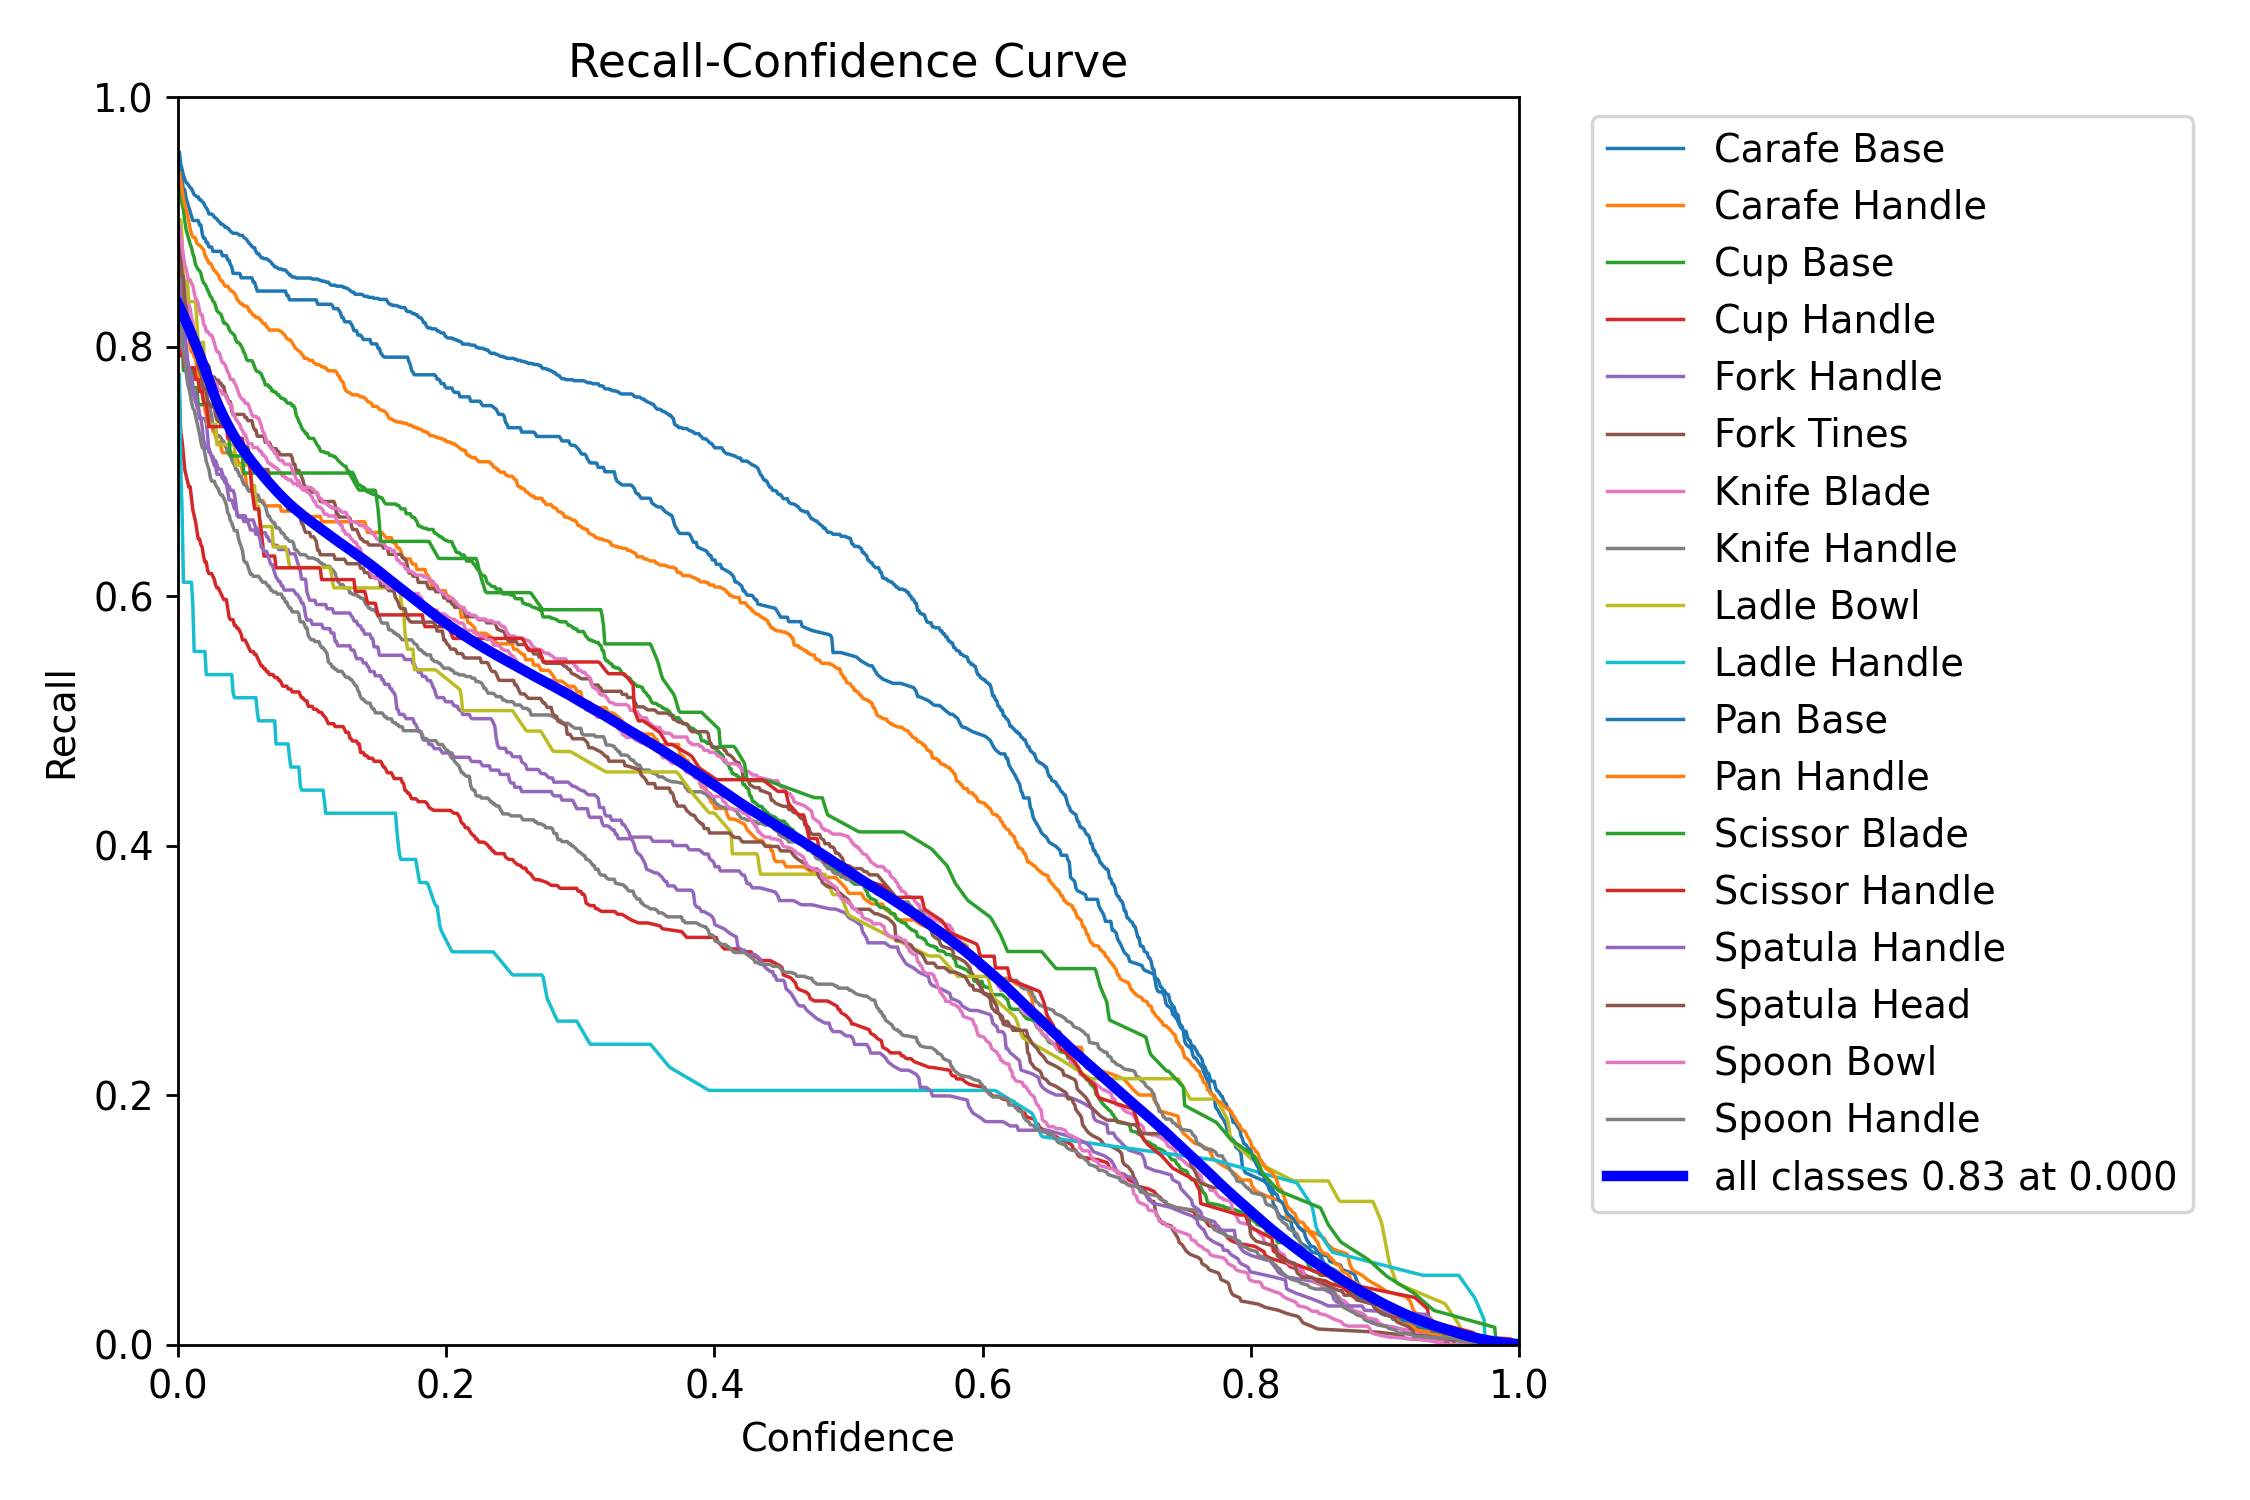 Recall-Confidence Curve
1.0
0.8
0.6
0.4
0.2
0.0
Recall
0.0 0.2 0.4 0.6 0.8 1.0
Confidence
Carafe Base
Carafe Handle
Cup Base
Cup Handle
Fork Handle
Fork Tines
Knife Blade
Knife Handle
Ladle Bowl
Ladle Handle
Pan Base
Pan Handle
Scissor Blade
Scissor Handle
Spatula Handle
Spatula Head
Spoon Bowl
Spoon Handle
all classes 0.83 at 0.000